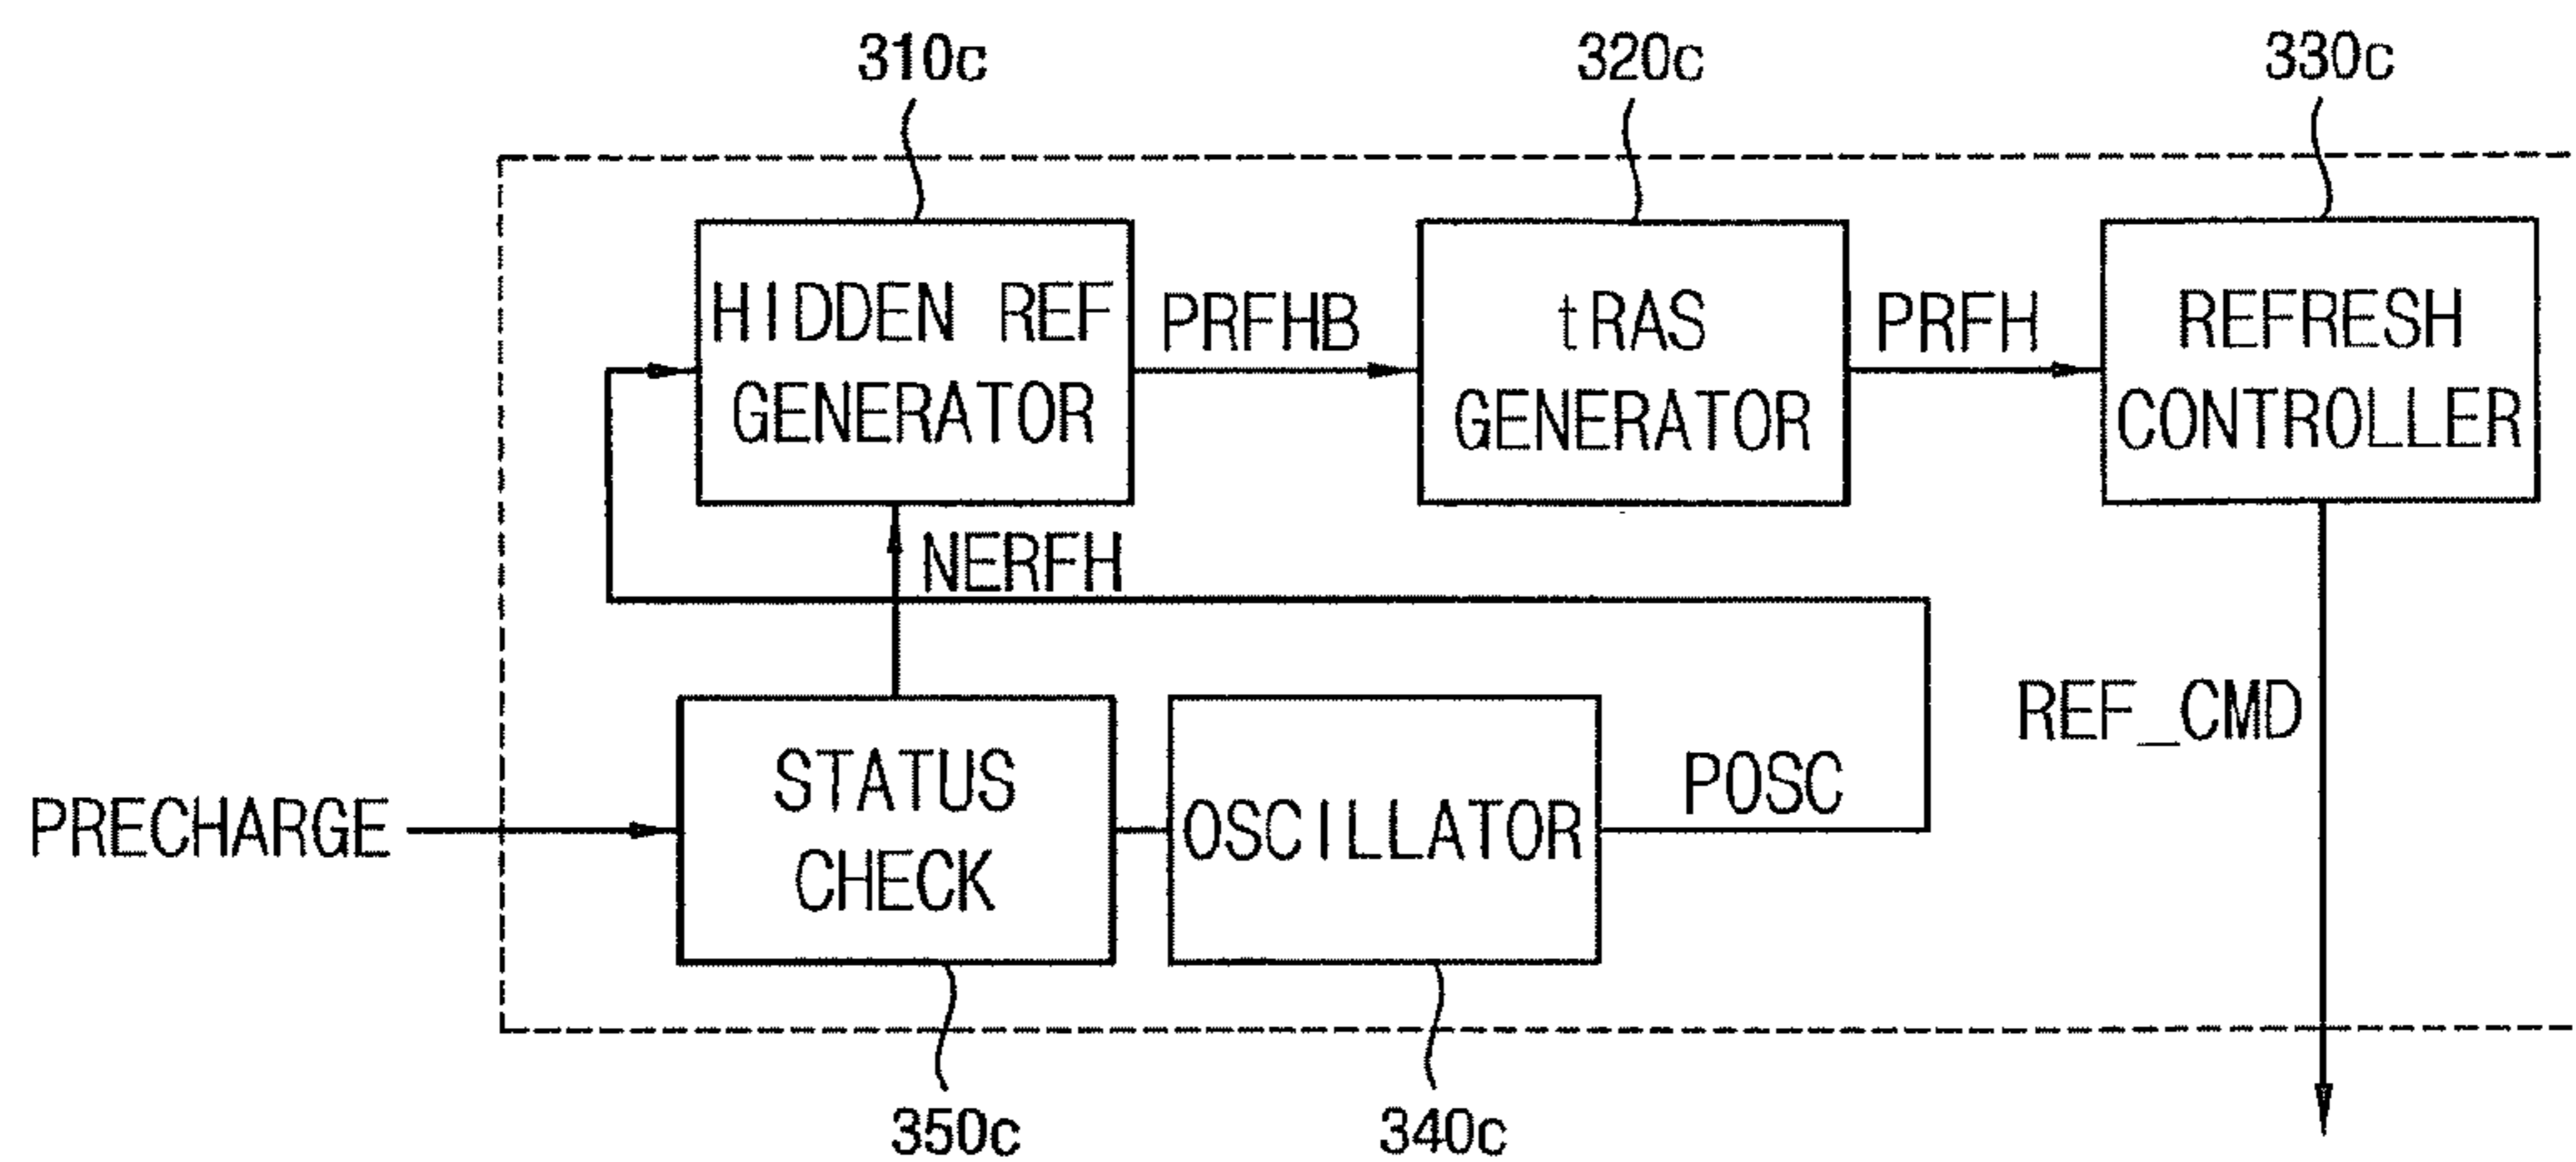 310c
320c
330c
HIDDEN REF
GENERATOR
PRFHB
tRAS
GENERATOR
PRFH
REFRESH
CONTROLLER
NERFH
REF_CMD
PRECHARGE
STATUS
CHECK
OSCILLATOR
POSC
350c
340c